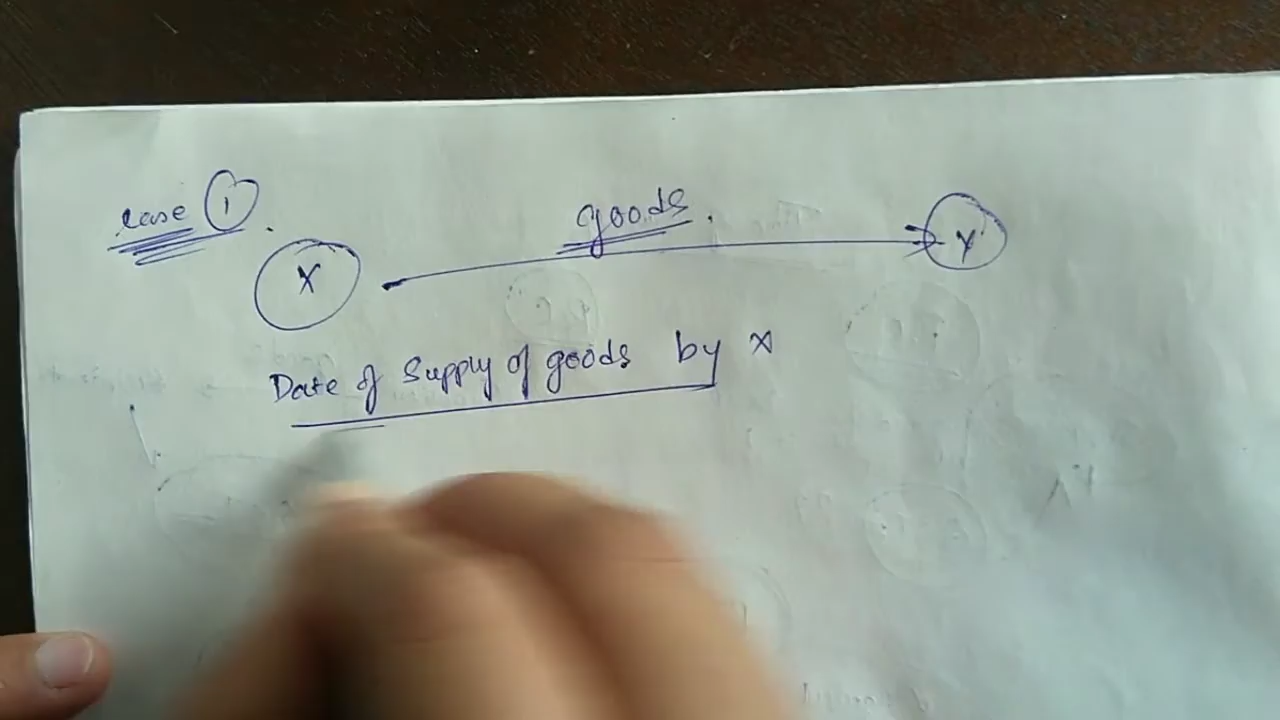 case 1.
goods.
X
Y
Date of Supply of goods by X